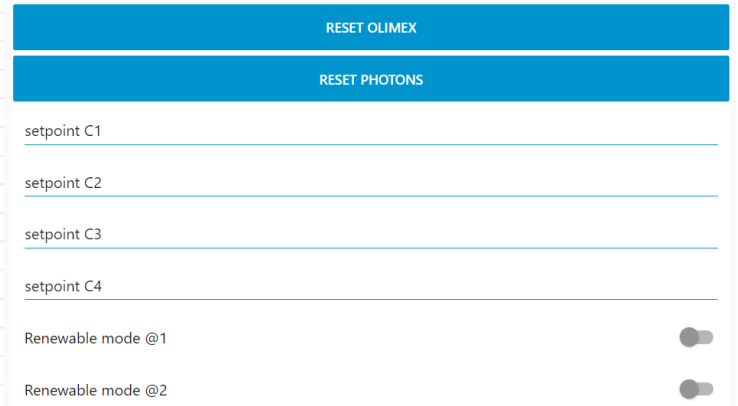 RESET OLIMEX
RESET PHOTONS
setpoint C1
setpoint C2
setpoint C3
setpoint C4
Renewable mode @1
Renewable mode @2